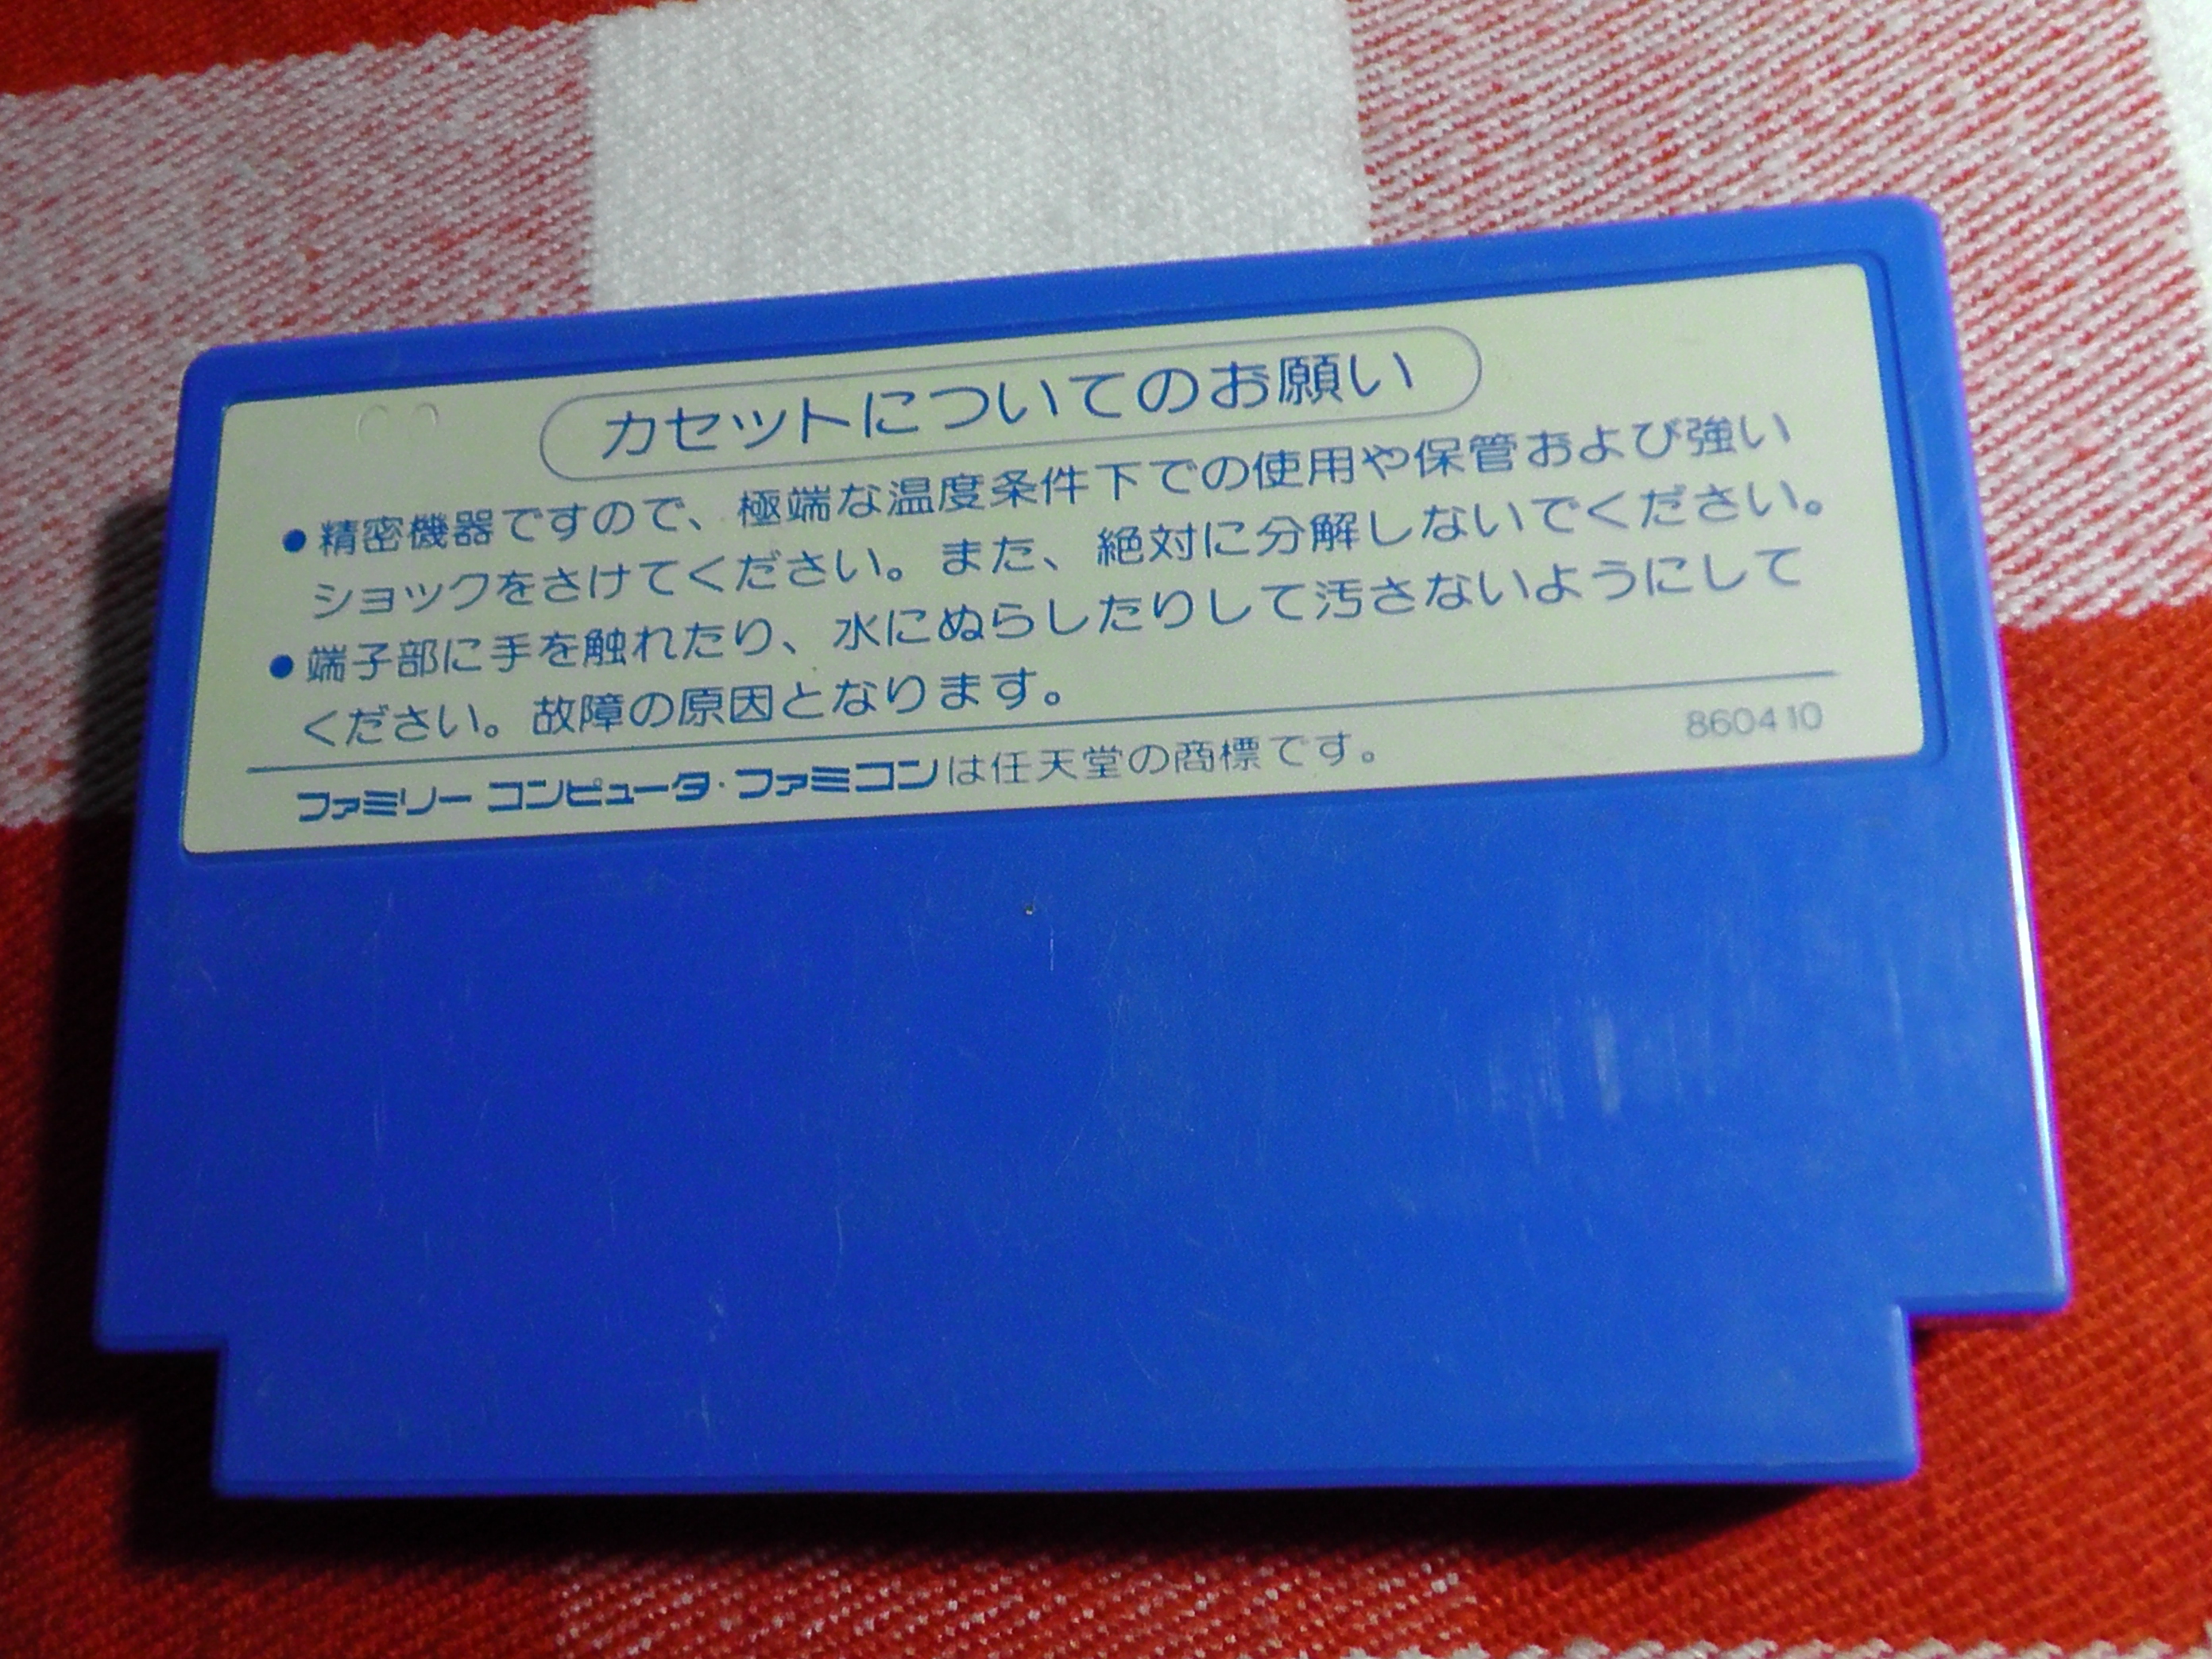 カセットについてのお願い
●精密機器ですので、極端な温度条件下での使用や保管および強い
ショックをさけてください。また、絶対に分解しないでください。
●端子部に手を触れたり、水にぬらしたりして汚さないようにして
ください。故障の原因となります。
ファミリー コンピュータ・ファミコンは任天堂の商標です。 860410